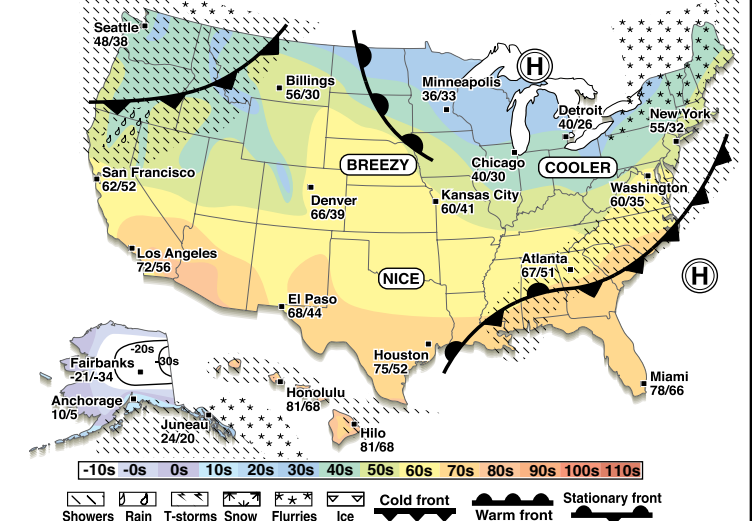 Seattle
48/38
H
Billings
56/30
Minneapolis
36/33
Detroit
40/26
New York
55/32
BREEZY
Chicago
40/30
COOLER
San Francisco
62/52
Denver
66/39
Kansas City
60/41
Washington
60/35
Los Angeles
72/56
NICE
Atlanta
67/51
H
El Paso
68/44
Houston
75/52
Miami
78/66
-20s
-30s
Fairbanks
-21/-34
Anchorage
10/5
Juneau
24/20
Honolulu
81/68
Hilo
81/68
-10s -0s 0s 10s 20s 30s 40s 50s 60s 70s 80s 90s 100s 110s
Showers Rain T-storms Snow Flurries Ice
Cold front
Warm front
Stationary front